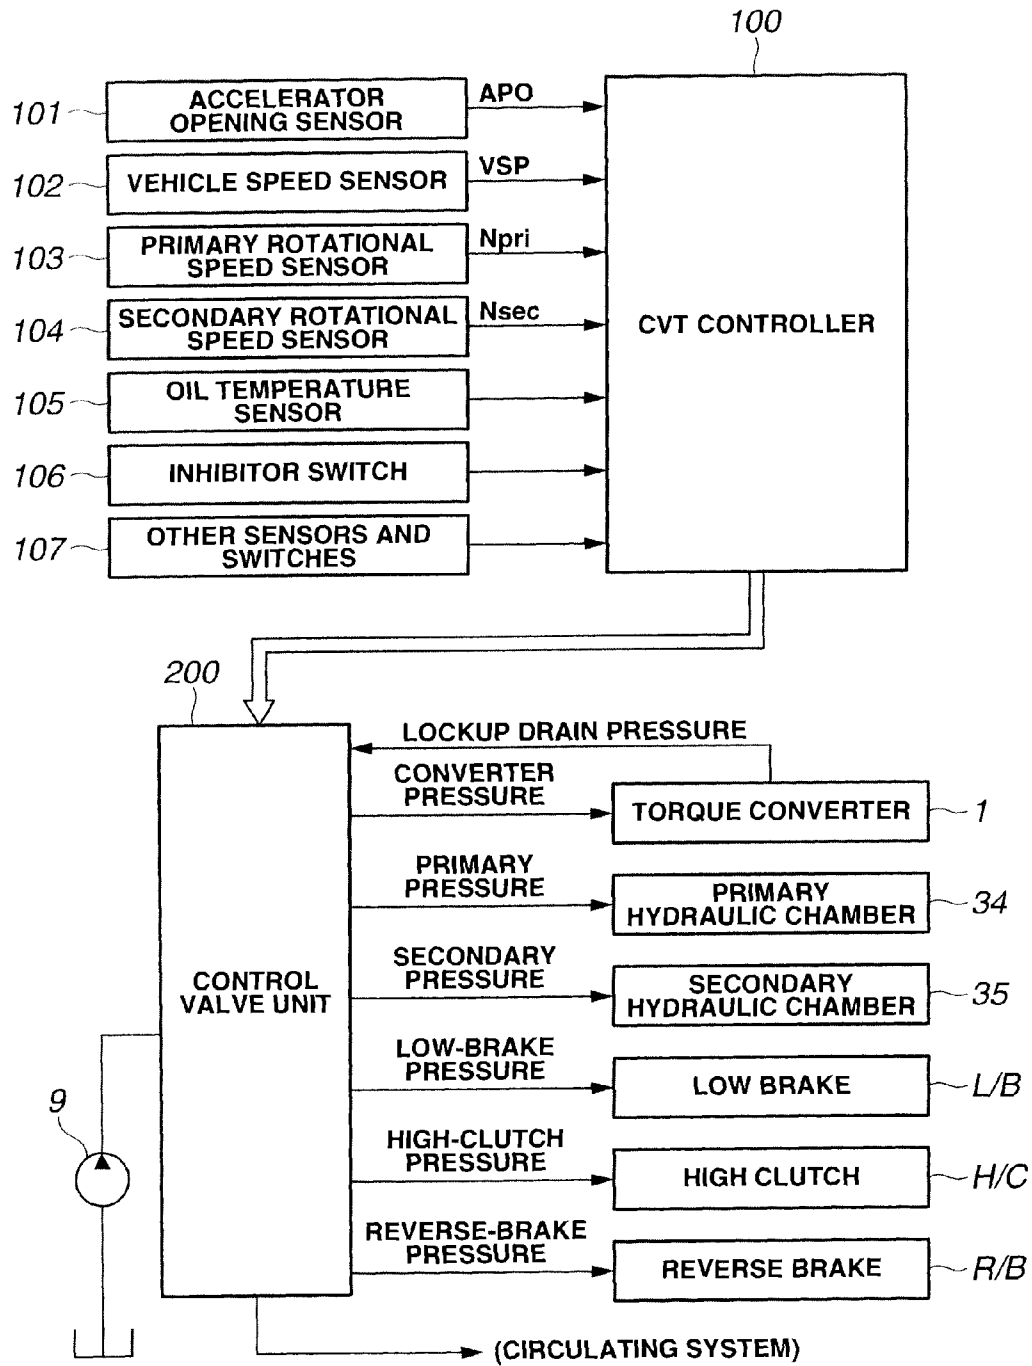 100
101
ACCELERATOR
OPENING SENSOR
APO
102
VEHICLE SPEED SENSOR
VSP
103
PRIMARY ROTATIONAL
SPEED SENSOR
Npri
104
SECONDARY ROTATIONAL
SPEED SENSOR
Nsec
CVT CONTROLLER
105
OIL TEMPERATURE
SENSOR
106
INHIBITOR SWITCH
107
OTHER SENSORS AND
SWITCHES
200
LOCKUP DRAIN PRESSURE
CONVERTER
PRESSURE
TORQUE CONVERTER
1
PRIMARY
PRESSURE
PRIMARY
HYDRAULIC CHAMBER
34
CONTROL
VALVE UNIT
SECONDARY
PRESSURE
SECONDARY
HYDRAULIC CHAMBER
35
LOW-BRAKE
PRESSURE
LOW BRAKE
L/B
9
HIGH-CLUTCH
PRESSURE
HIGH CLUTCH
H/C
REVERSE-BRAKE
PRESSURE
REVERSE BRAKE
R/B
(CIRCULATING SYSTEM)